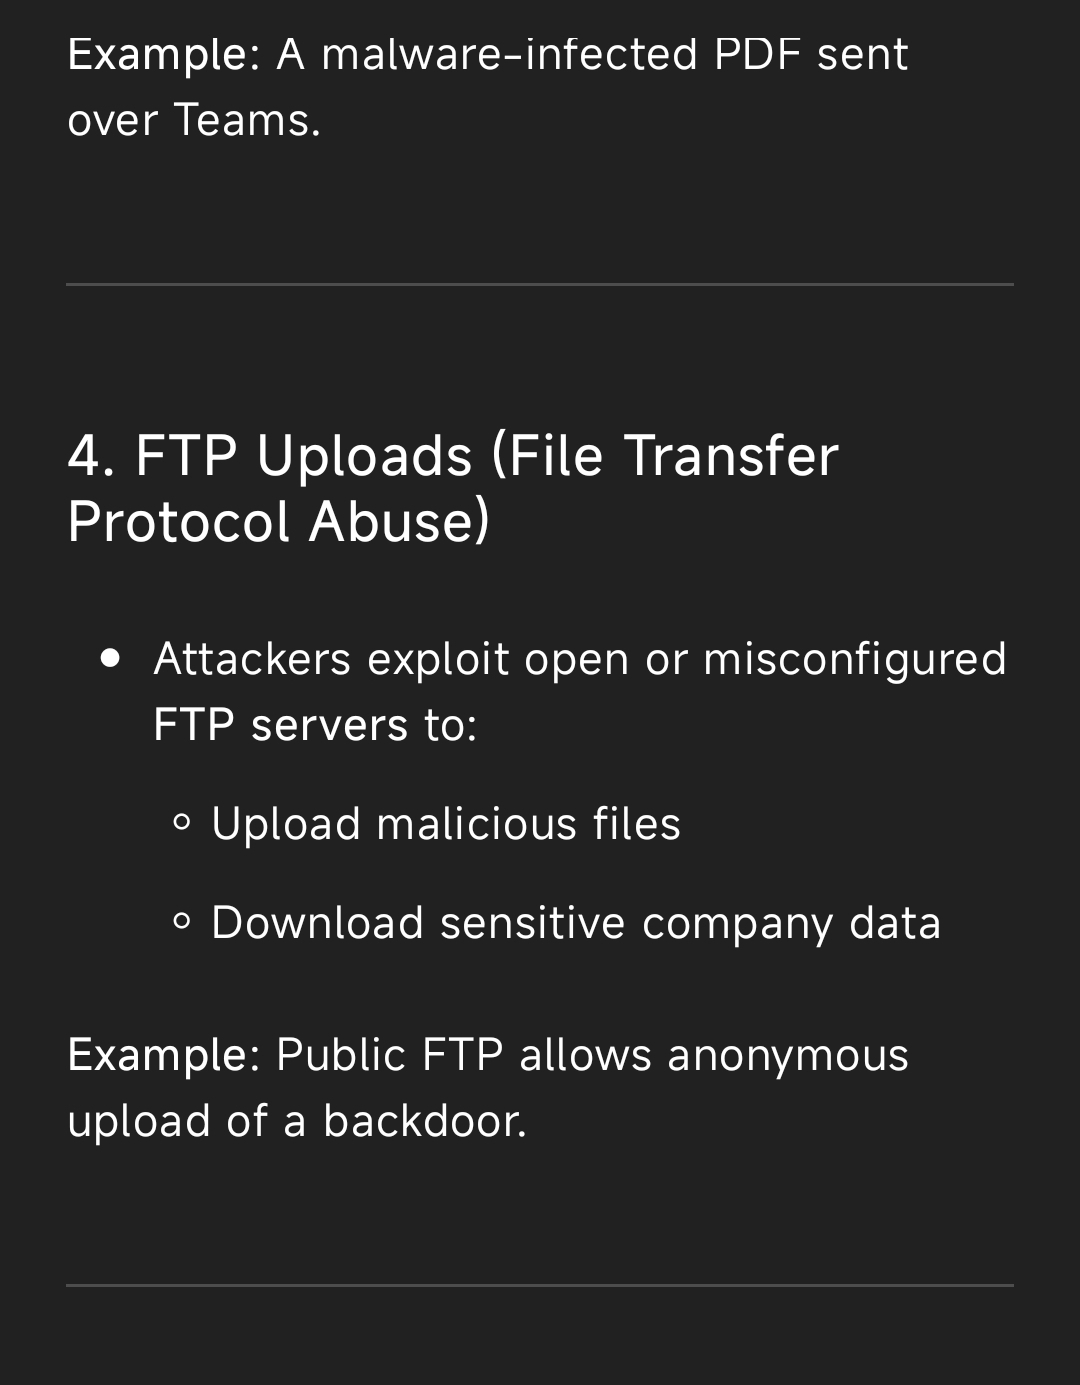 Example: A malware-infected PDF sent
over Teams.
4. FTP Uploads (File Transfer
Protocol Abuse)
Attackers exploit open or misconfigured
FTP servers to:
Upload malicious files
Download sensitive company data
Example: Public FTP allows anonymous
upload of a backdoor.